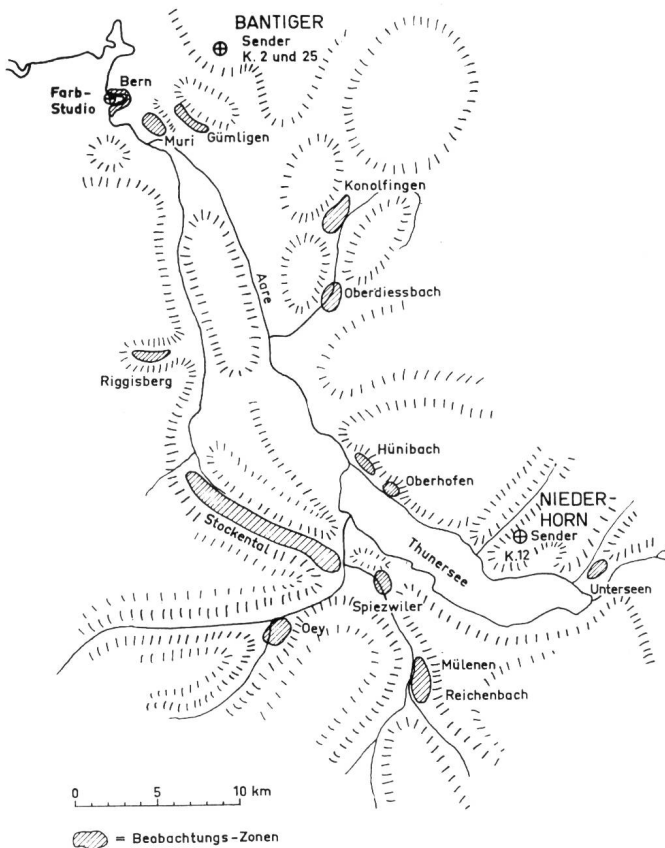 BANTIGER
Sender
K. 2 und 25
Farb-
Studio
Bern
Muri
Gümligen
Konolfingen
Aare
Oberdiessbach
Riggisberg
Hünibach
Oberhofen
NIEDER-
HORN
Sender
K.12
Stockental
Thunersee
Unterseen
Spiezwiler
Oey
Mülenen
Reichenbach
0 5 10 km
= Beobachtungs-Zonen